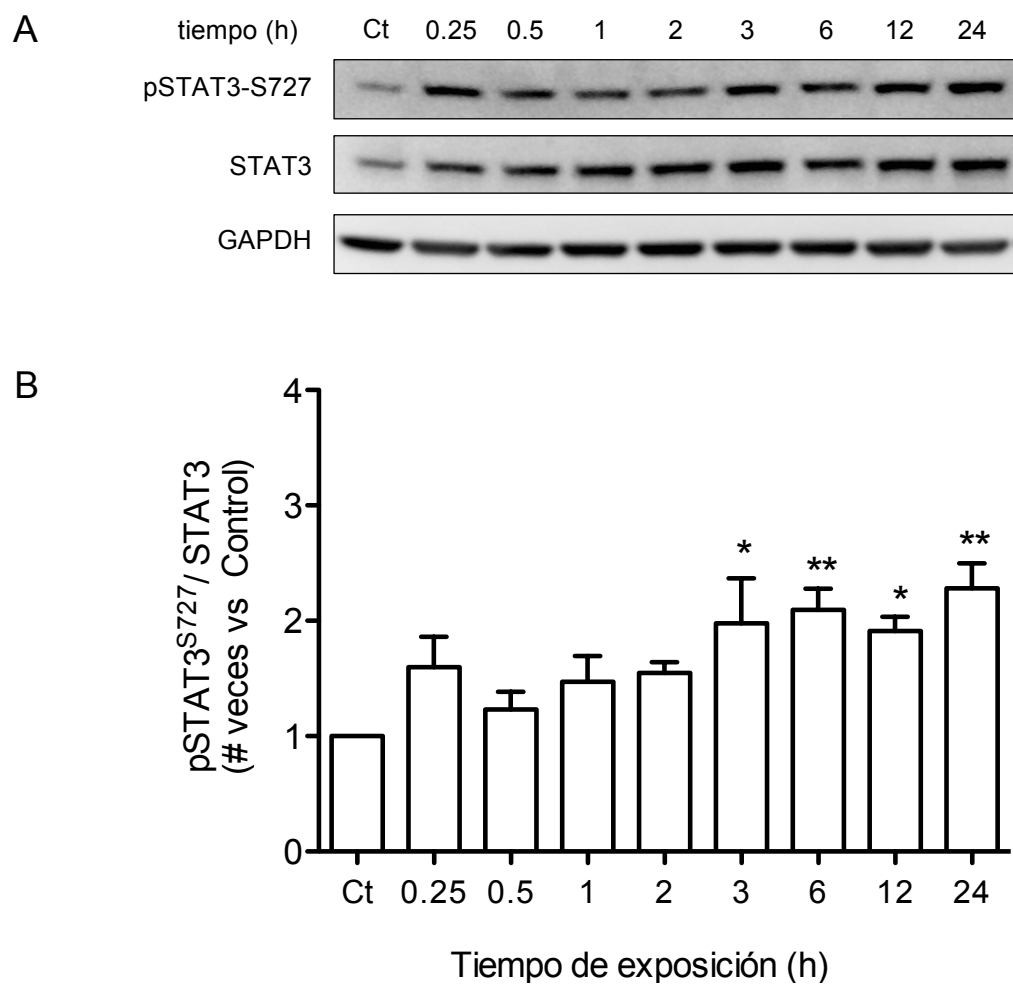 A
tiempo (h) Ct 0.25 0.5 1 2 3 6 12 24
pSTAT3-S727
STAT3
GAPDH
B
pSTAT3S727/ STAT3
(# veces vs Control)
4
3
2
1
0
* ** * **
Ct 0.25 0.5 1 2 3 6 12 24
Tiempo de exposición (h)